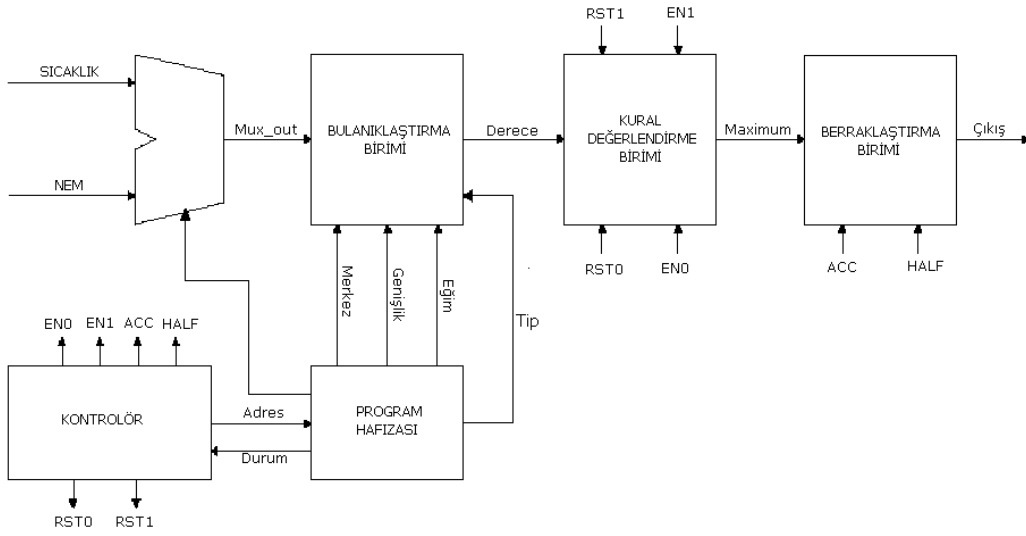 RST1
EN1
SICAKLIK
NEM
Mux_out
BULANIKLAŞTIRMA
BİRİMİ
Derece
KURAL
DEĞERLENDİRME
BİRİMİ
Maximum
BERRAKLAŞTIRMA
BİRİMİ
Çıkış
RST0
EN0
ACC
HALF
Merkez
Genişlik
Eğim
Tip
EN0
EN1
ACC
HALF
KONTROLÖR
Adres
Durum
PROGRAM
HAFIZASI
RST0
RST1